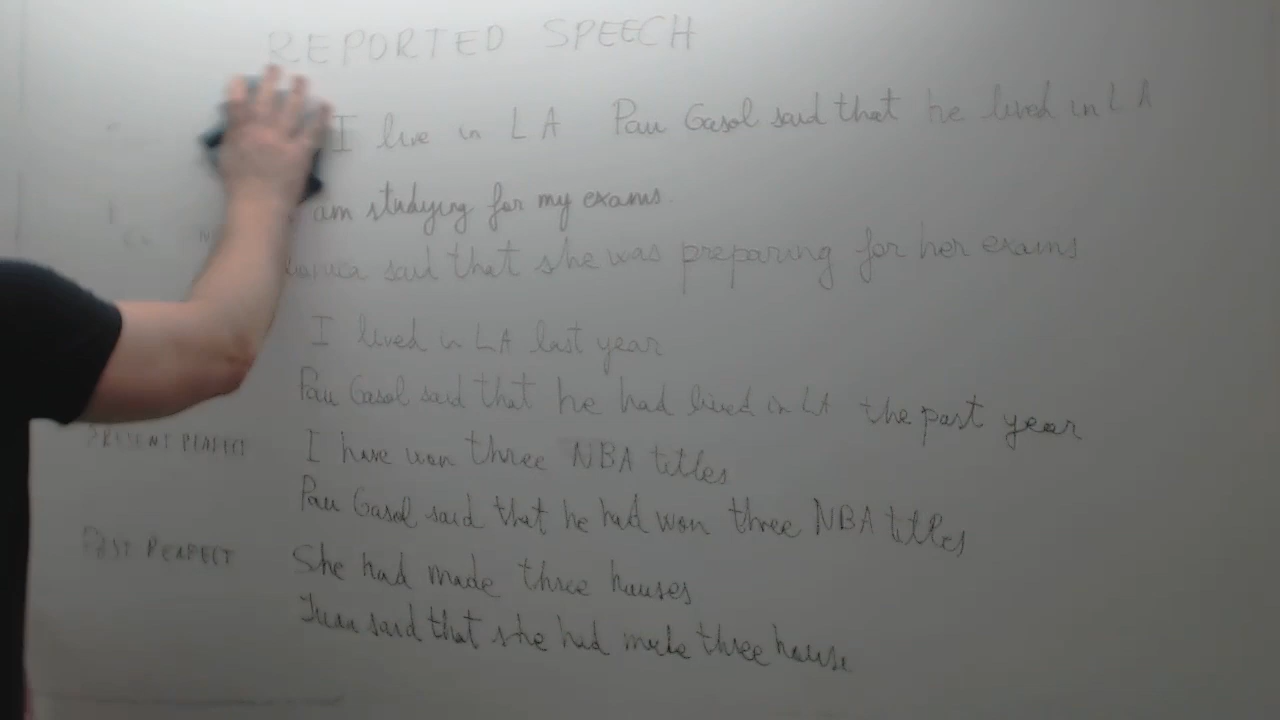 REPORTED SPEECH
I live in LA Pau Gasol said that he lived in LA
am studying for my exams.
said that she was preparing for her exams
I lived in LA last year
Pau Gasol said that he had lived in LA the past year
PRESENT PERFECT I have won three NBA titles
Pau Gasol said that he had won three NBA titles
PAST PERFECT She had made three houses
Juan said that she had made three house